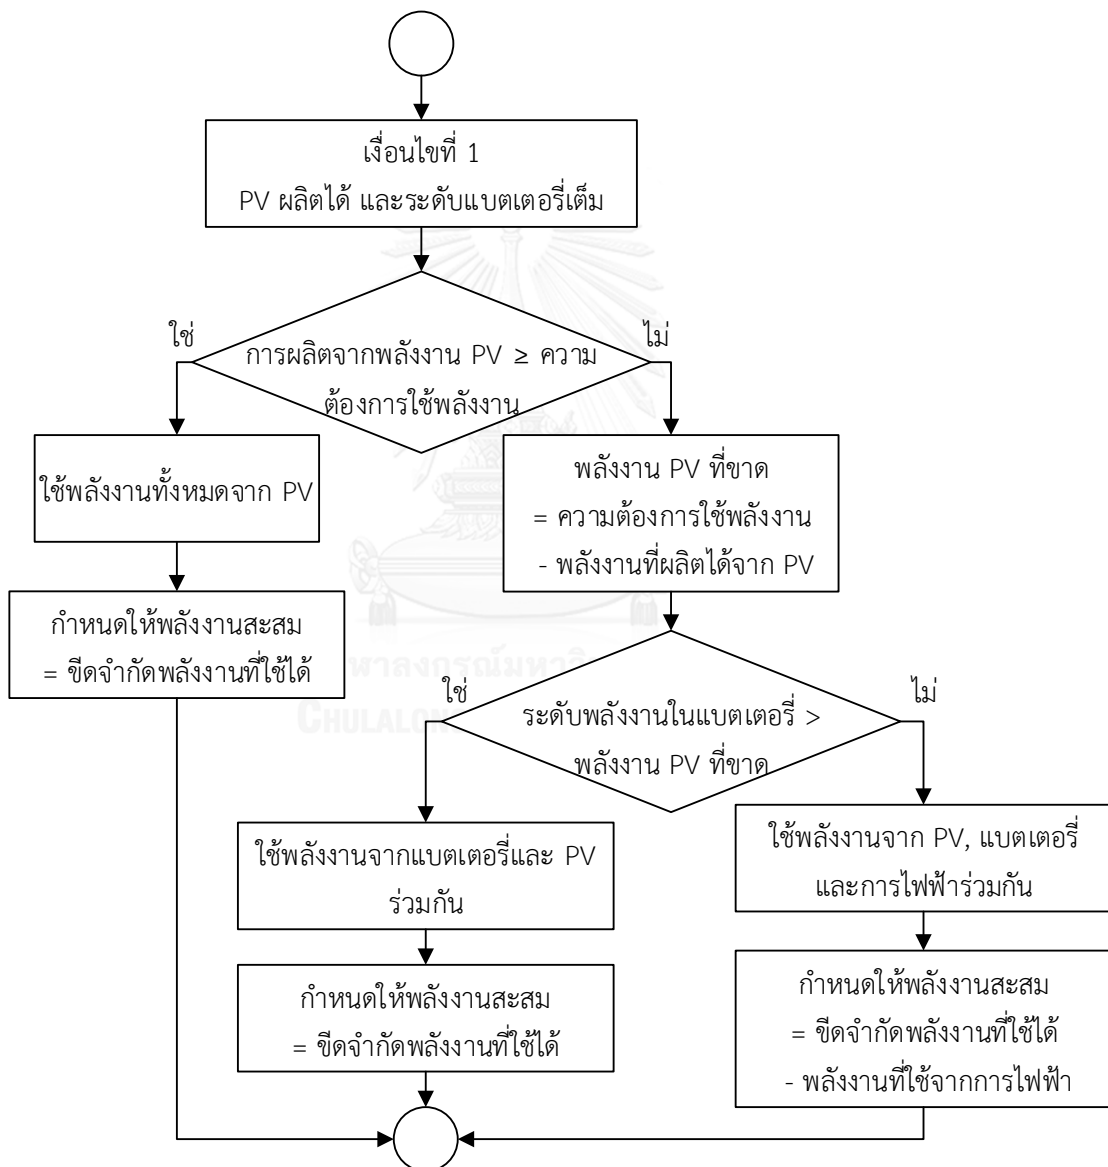 เงื่อนไขที่ 1
PV ผลิตได้ และระดับแบตเตอรี่เต็ม
ใช่
ไม่
การผลิตจากพลังงาน PV ≥ ความ
ต้องการใช้พลังงาน
ใช้พลังงานทั้งหมดจาก PV
พลังงาน PV ที่ขาด
= ความต้องการใช้พลังงาน
- พลังงานที่ผลิตได้จาก PV
กำหนดให้พลังงานสะสม
= ขีดจำกัดพลังงานที่ใช้ได้
ใช่
ไม่
ระดับพลังงานในแบตเตอรี่ >
พลังงาน PV ที่ขาด
ใช้พลังงานจากแบตเตอรี่และ PV
ร่วมกัน
ใช้พลังงานจาก PV, แบตเตอรี่
และการไฟฟ้าร่วมกัน
กำหนดให้พลังงานสะสม
= ขีดจำกัดพลังงานที่ใช้ได้
กำหนดให้พลังงานสะสม
= ขีดจำกัดพลังงานที่ใช้ได้
- พลังงานที่ใช้จากการไฟฟ้า